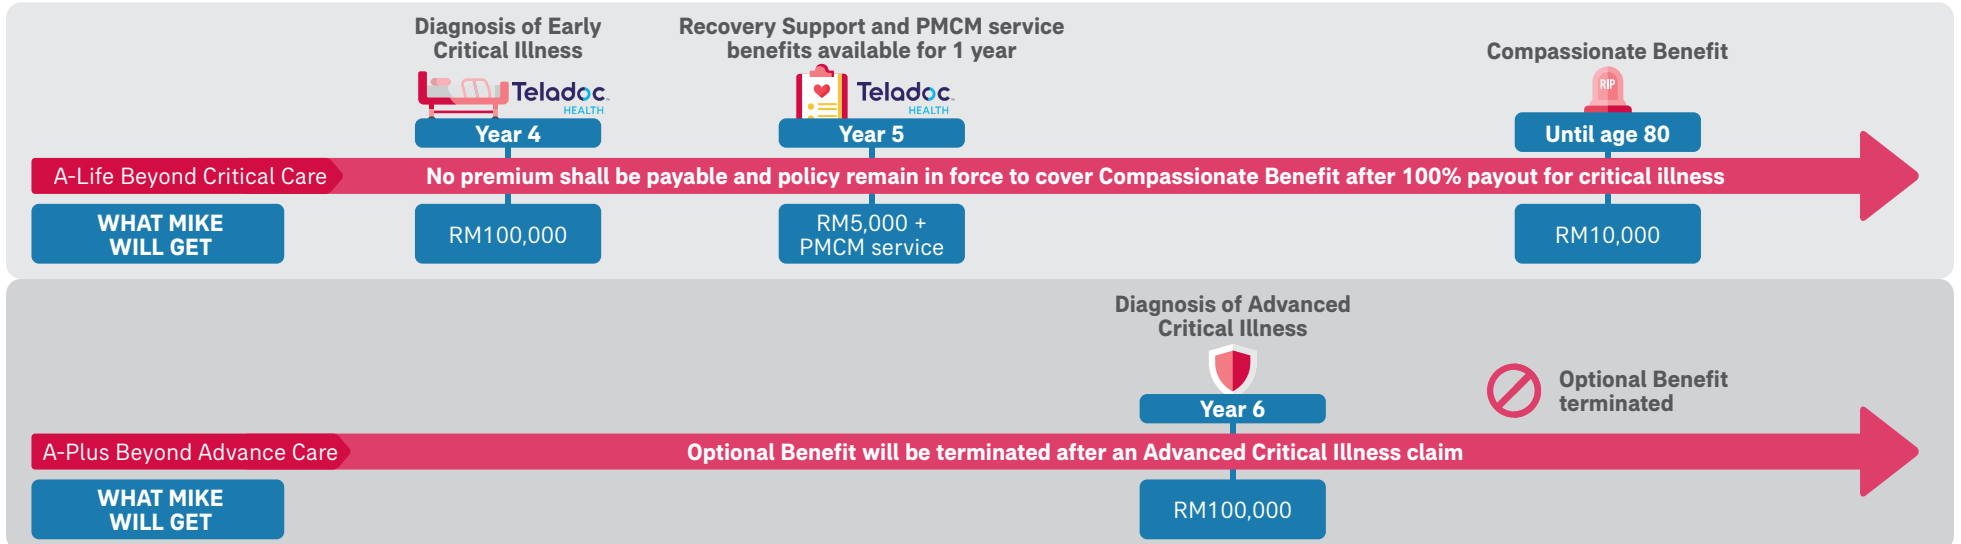 Diagnosis of Early
Critical Illness
Teladoc™
HEALTH
Year 4
Recovery Support and PMCM service
benefits available for 1 year
Teladoc™
HEALTH
Year 5
Compassionate Benefit
RIP
Until age 80
A-Life Beyond Critical Care
No premium shall be payable and policy remain in force to cover Compassionate Benefit after 100% payout for critical illness
WHAT MIKE
WILL GET
RM100,000
RM5,000 +
PMCM service
RM10,000
Diagnosis of Advanced
Critical Illness
Year 6
Optional Benefit
terminated
A-Plus Beyond Advance Care
Optional Benefit will be terminated after an Advanced Critical Illness claim
WHAT MIKE
WILL GET
RM100,000